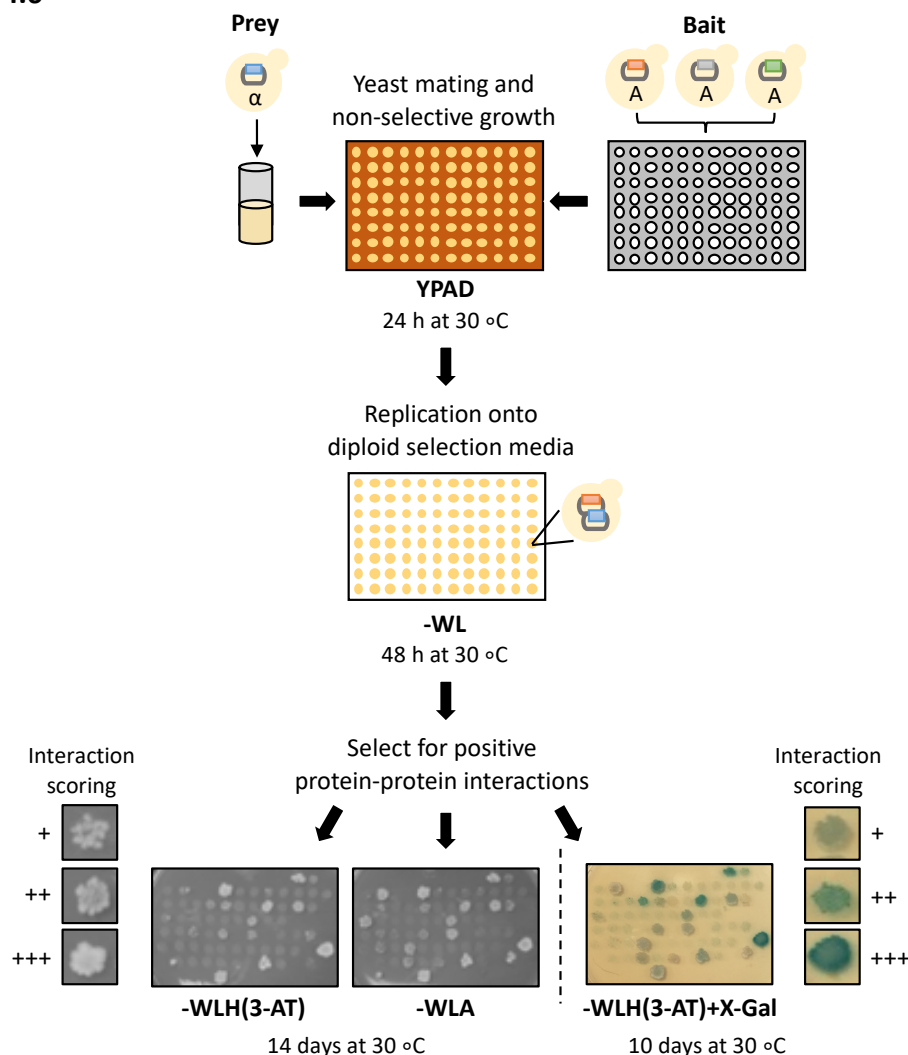 Prey
Bait
α
A
A
A
Yeast mating and
non-selective growth
YPAD
24 h at 30 ∘C
Replication onto
diploid selection media
-WL
48 h at 30 ∘C
Select for positive
protein-protein interactions
Interaction
scoring
+
++
+++
Interaction
scoring
+
++
+++
-WLH(3-AT)
-WLA
-WLH(3-AT)+X-Gal
14 days at 30 ∘C
10 days at 30 ∘C